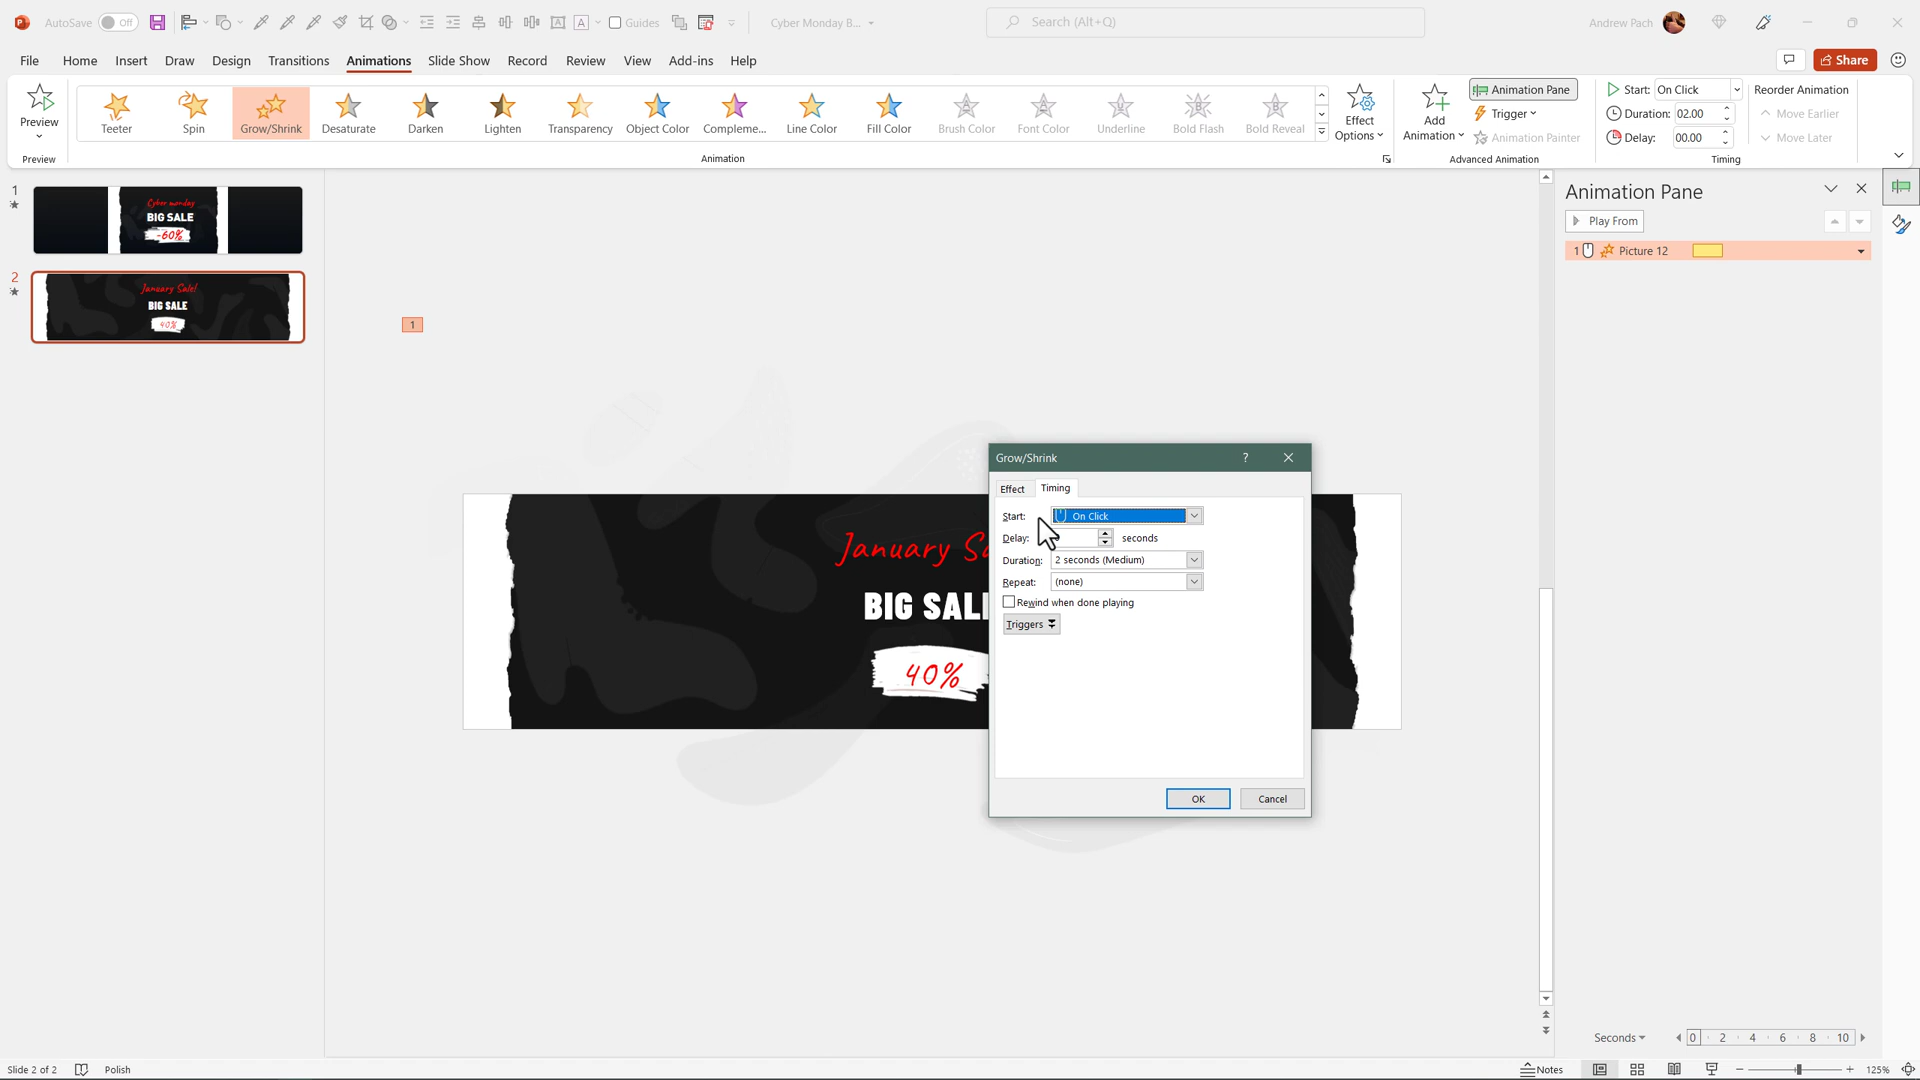 AutoSave Off Guides Cyber Monday B... Search (Alt+Q) Andrew Pach
File Home Insert Draw Design Transitions Animations Slide Show Record Review View Add-ins Help Share
Preview
Teeter Spin Grow/Shrink Desaturate Darken Lighten Transparency Object Color Compleme... Line Color Fill Color Brush Color Font Color Underline Bold Flash Bold Reveal
Effect Options
Add Animation
Animation Pane
Trigger
Animation Painter
Start: On Click
Duration: 02.00
Delay: 00.00
Reorder Animation
Move Earlier
Move Later
Preview Animation Advanced Animation Timing
1
Cyber monday
BIG SALE
-60%
2
January Sale!
BIG SALE
40%
1
January Sa
BIG SAL
40%
Grow/Shrink ?
Effect Timing
Start: On Click
Delay: seconds
Duration: 2 seconds (Medium)
Repeat: (none)
Rewind when done playing
Triggers
OK Cancel
Animation Pane
Play From
1 Picture 12
Seconds 0 2 4 6 8 10
Slide 2 of 2 Polish Notes 125%